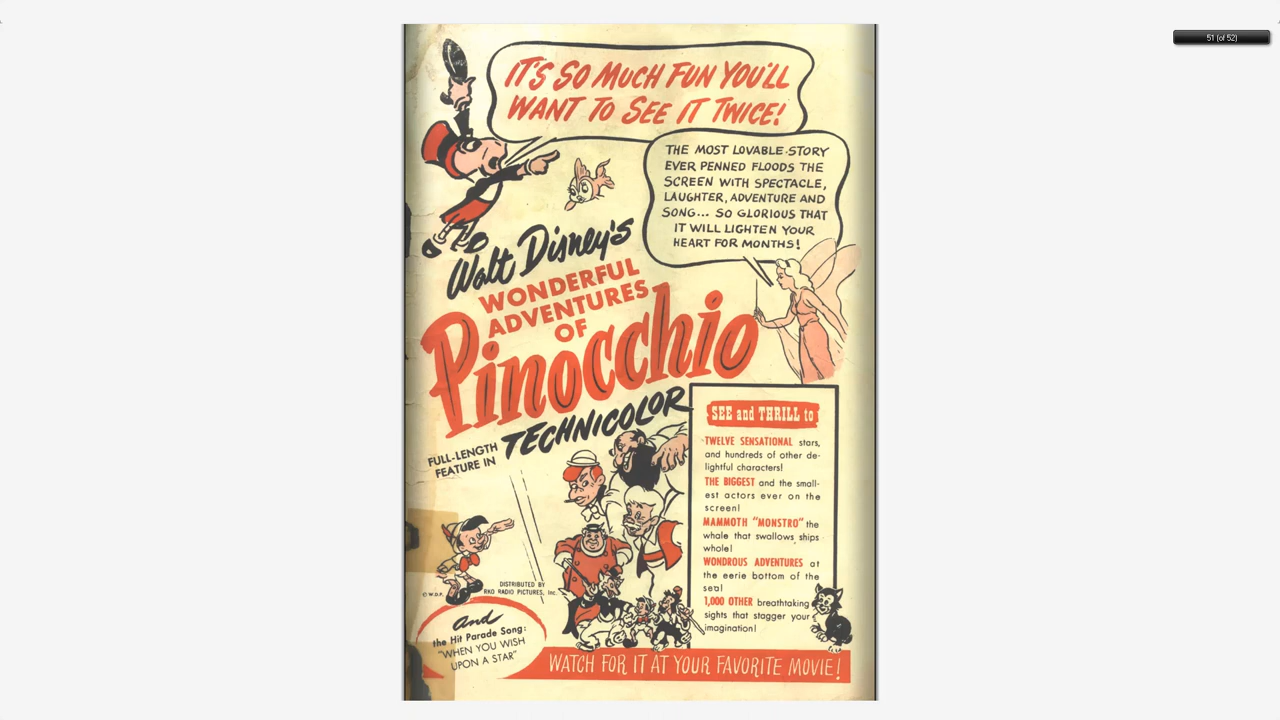 51 (of 52)
IT'S SO MUCH FUN YOU'LL
WANT TO SEE IT TWICE!
THE MOST LOVABLE STORY
EVER PENNED FLOODS THE
SCREEN WITH SPECTACLE,
LAUGHTER, ADVENTURE AND
SONG... SO GLORIOUS THAT
IT WILL LIGHTEN YOUR
HEART FOR MONTHS!
Walt Disney's
WONDERFUL
ADVENTURES
OF
Pinocchio
FULL-LENGTH
FEATURE IN
TECHNICOLOR
SEE and THRILL to
TWELVE SENSATIONAL stars,
and hundreds of other de-
lightful characters!
THE BIGGEST and the small-
est actors ever on the
screen!
MAMMOTH "MONSTRO" the
whale that swallows ships
whole!
WONDROUS ADVENTURES at
the eerie bottom of the
sea!
1,000 OTHER breathtaking
sights that stagger your
imagination!
© W.D.P.
DISTRIBUTED BY
RKO RADIO PICTURES, Inc.
and
the Hit Parade Song:
"WHEN YOU WISH
UPON A STAR"
WATCH FOR IT AT YOUR FAVORITE MOVIE!